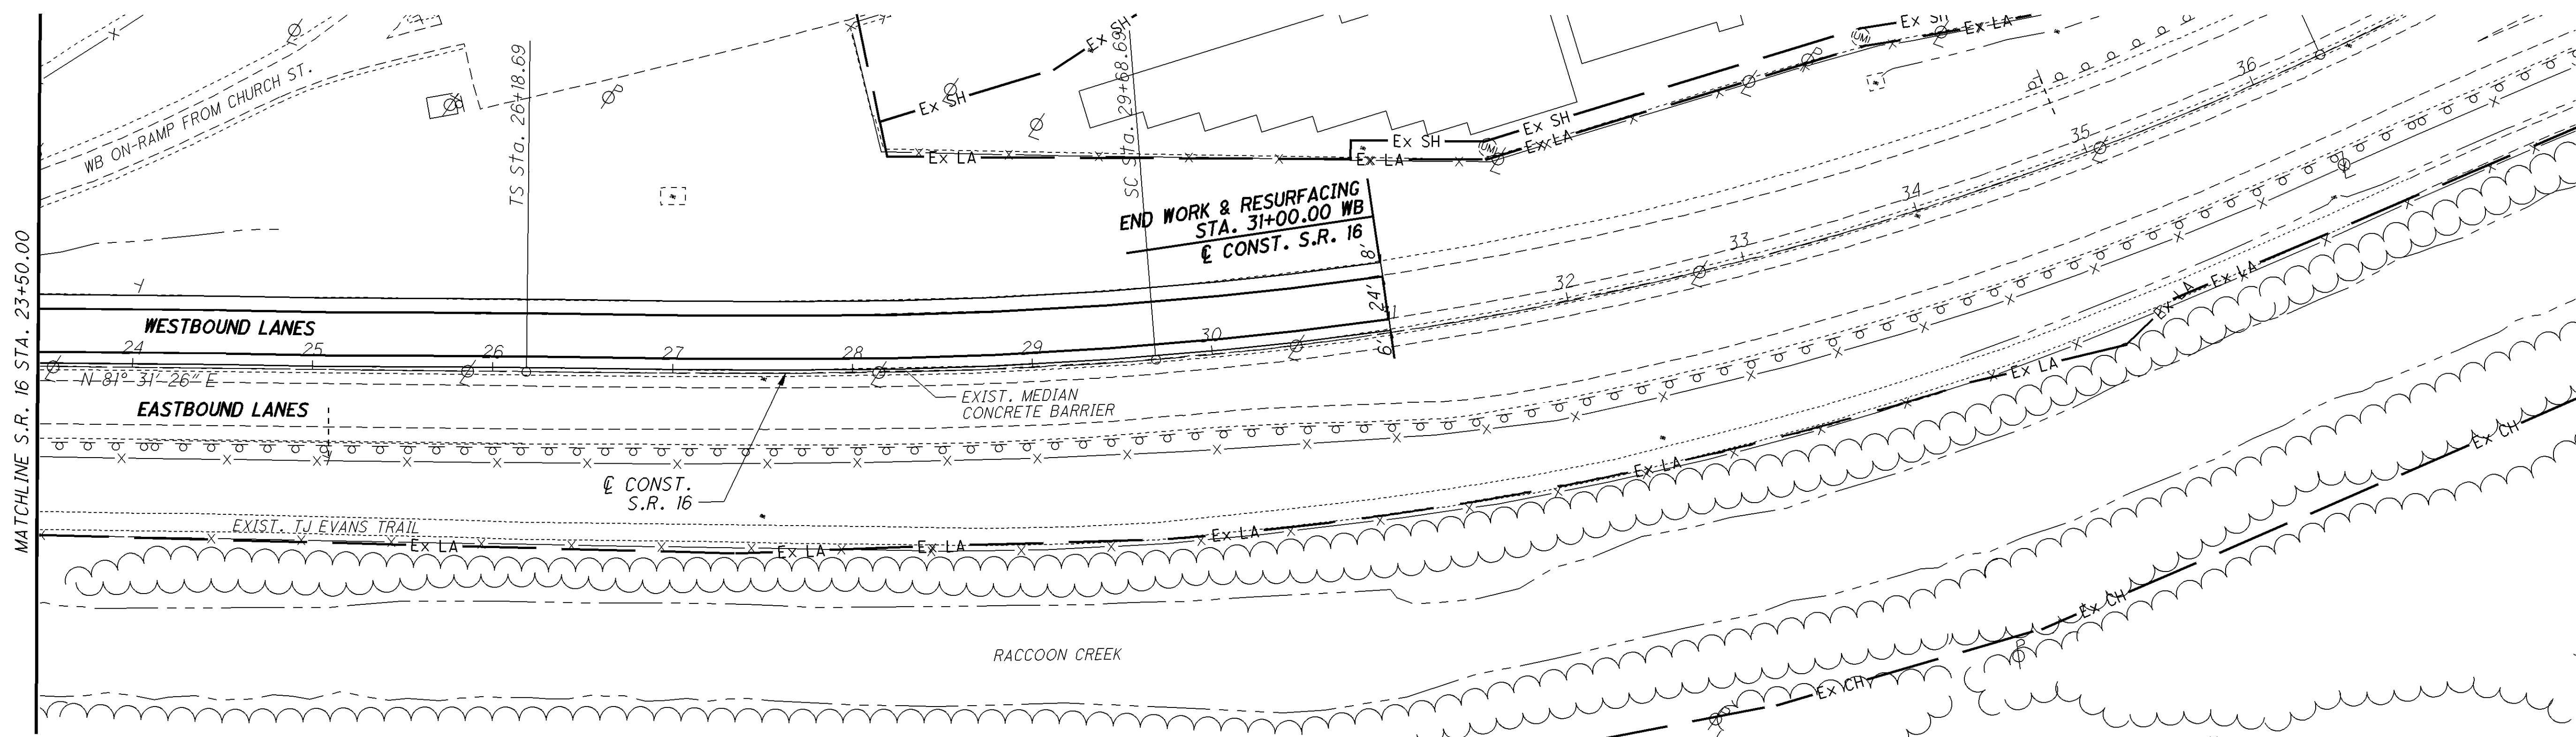 MATCHLINE S.R. 16 STA. 23+50.00
WB ON-RAMP FROM CHURCH ST.
TS Sta. 26+18.69
SC Sta. 29+68.69
Ex SH
Ex SH
Ex SH
Ex SH
Ex SH
Ex LA
Ex LA
Ex LA
Ex LA
UMI
UMI
END WORK & RESURFACING
STA. 31+00.00 WB
℄ CONST. S.R. 16
8'
24'
6'
WESTBOUND LANES
24
25
26
27
28
29
30
32
33
34
35
36
N 81° 31' 26" E
EASTBOUND LANES
EXIST. MEDIAN
CONCRETE BARRIER
℄ CONST.
S.R. 16
EXIST. TJ EVANS TRAIL
Ex LA
Ex LA
Ex LA
Ex LA
Ex LA
Ex LA
Ex LA
Ex LA
RACCOON CREEK
Ex CH
Ex CH
Ex CH